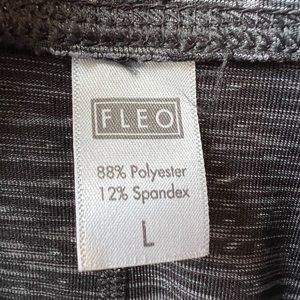 FLEO
88% Polyester
12% Spandex
L